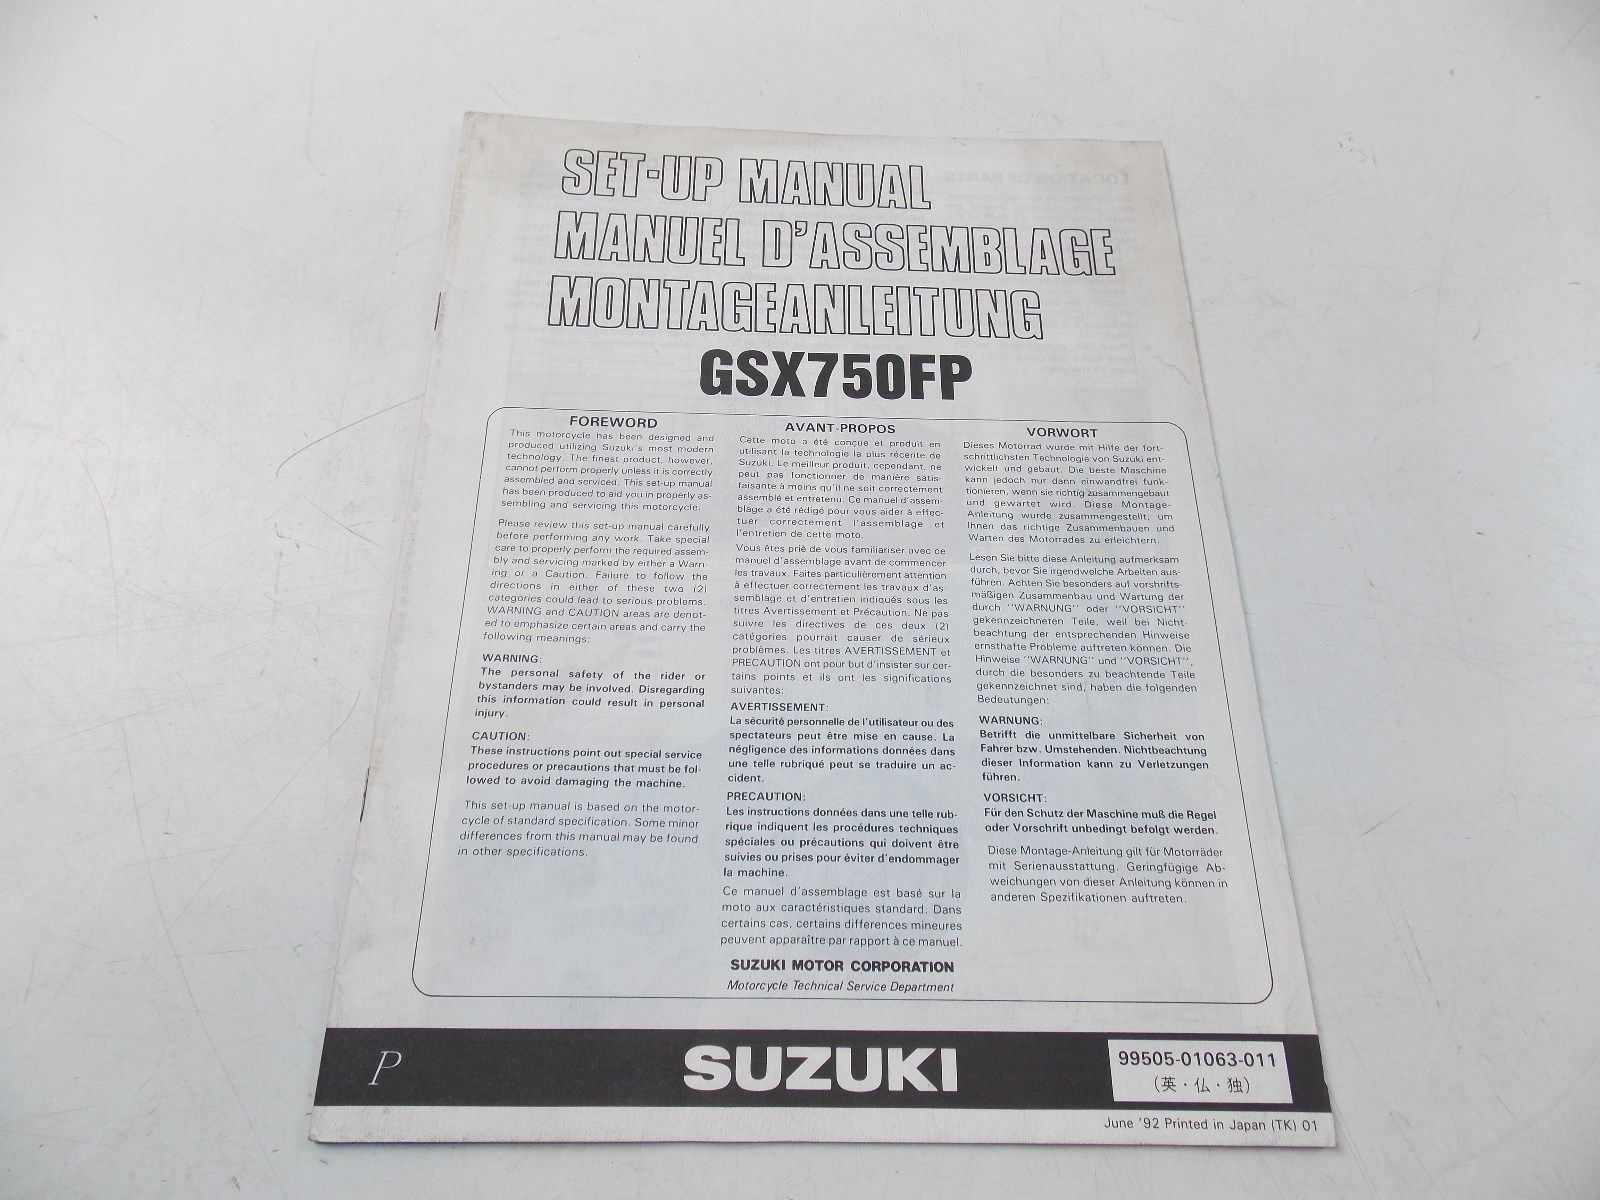 SET-UP MANUAL
MANUEL D'ASSEMBLAGE
MONTAGEANLEITUNG
GSX750FP
FOREWORD
This motorcycle has been designed and
produced utilizing Suzuki's most modern
technology. The finest product, however,
cannot perform properly unless it is correctly
assembled and serviced. This set-up manual
has been produced to aid you in properly as-
sembling and servicing this motorcycle.
Please review this set-up manual carefully
before performing any work. Take special
care to properly perform the required assem-
bly and servicing marked by either a Warn-
ing or a Caution. Failure to follow the
directions in either of these two (2)
categories could lead to serious problems.
WARNING and CAUTION areas are denot-
ed to emphasize certain areas and carry the
following meanings:
WARNING:
The personal safety of the rider or
bystanders may be involved. Disregarding
this information could result in personal
injury.
CAUTION:
These instructions point out special service
procedures or precautions that must be fol-
lowed to avoid damaging the machine.
This set-up manual is based on the motor-
cycle of standard specification. Some minor
differences from this manual may be found
in other specifications.
AVANT-PROPOS
Cette moto a été conçue et produit en
utilisant la technologie la plus récente de
Suzuki. Le meilleur produit, cependant, ne
peut pas fonctionner de manière satis-
faisante à moins qu'il ne soit correctement
assemblé et entretenu. Ce manuel d'assem-
blage a été rédigé pour vous aider à effec-
tuer correctement l'assemblage et
l'entretien de cette moto.
Vous êtes prié de vous familiariser avec ce
manuel d'assemblage avant de commencer
les travaux. Faites particulièrement attention
à effectuer correctement les travaux d'as-
semblage et d'entretien indiqués sous les
titres Avertissement et Précaution. Ne pas
suivre les directives de ces deux (2)
catégories pourrait causer de sérieux
problèmes. Les titres AVERTISSEMENT et
PRECAUTION ont pour but d'insister sur cer-
tains points et ils ont les significations
suivantes:
AVERTISSEMENT:
La sécurité personnelle de l'utilisateur ou des
spectateurs peut être mise en cause. La
négligence des informations données dans
une telle rubriqué peut se traduire un ac-
cident.
PRECAUTION:
Les instructions données dans une telle rub-
rique indiquent les procédures techniques
spéciales ou précautions qui doivent être
suivies ou prises pour éviter d'endommager
la machine.
Ce manuel d'assemblage est basé sur la
moto aux caractéristiques standard. Dans
certains cas, certains differences mineures
peuvent apparaître par rapport à ce manuel.
VORWORT
Dieses Motorrad wurde mit Hilfe der fort-
schrittlichsten Technologie von Suzuki ent-
wickelt und gebaut. Die beste Maschine
kann jedoch nur dann einwandfrei funk-
tionieren, wenn sie richtig zusammengebaut
und gewartet wird. Diese Montage-
Anleitung wurde zusammengestellt, um
Ihnen das richtige Zusammenbauen und
Warten des Motorrades zu erleichtern.
Lesen Sie bitte diese Anleitung aufmerksam
durch, bevor Sie irgendwelche Arbeiten aus-
führen. Achten Sie besonders auf vorschrifts-
mäßigen Zusammenbau und Wartung der
durch "WARNUNG" oder "VORSICHT"
gekennzeichneten Teile, weil bei Nicht-
beachtung der entsprechenden Hinweise
ernsthafte Probleme auftreten können. Die
Hinweise "WARNUNG" und "VORSICHT",
durch die besonders zu beachtende Teile
gekennzeichnet sind, haben die folgenden
Bedeutungen:
WARNUNG:
Betrifft die unmittelbare Sicherheit von
Fahrer bzw. Umstehenden. Nichtbeachtung
dieser Information kann zu Verletzungen
führen.
VORSICHT:
Für den Schutz der Maschine muß die Regel
oder Vorschrift unbedingt befolgt werden.
Diese Montage-Anleitung gilt für Motorräder
mit Serienausstattung. Geringfügige Ab-
weichungen von dieser Anleitung können in
anderen Spezifikationen auftreten.
SUZUKI MOTOR CORPORATION
Motorcycle Technical Service Department
P
SUZUKI
99505-01063-011
(英・仏・独)
June '92 Printed in Japan (TK) 01